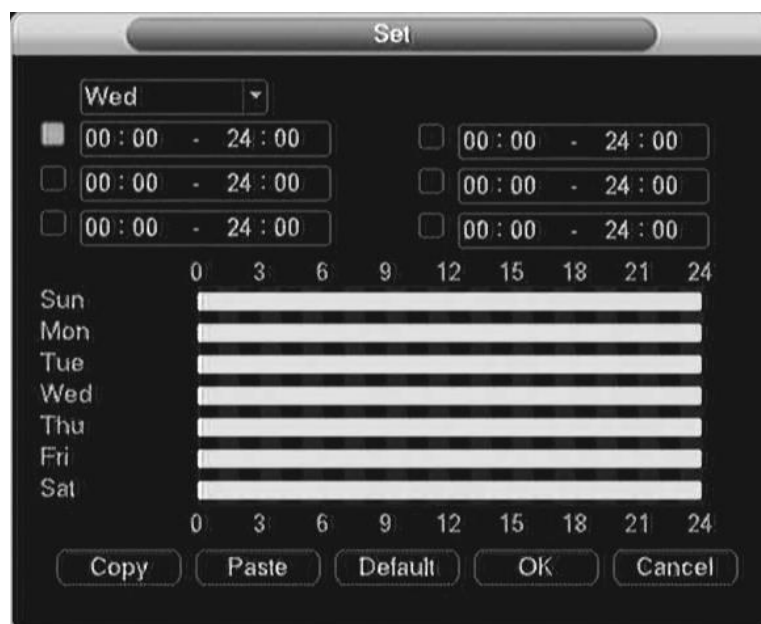 Set
Wed
00 : 00 - 24 : 00 00 : 00 - 24 : 00
00 : 00 - 24 : 00 00 : 00 - 24 : 00
00 : 00 - 24 : 00 00 : 00 - 24 : 00
0 3 6 9 12 15 18 21 24
Sun
Mon
Tue
Wed
Thu
Fri
Sat
0 3 6 9 12 15 18 21 24
Copy Paste Default OK Cancel